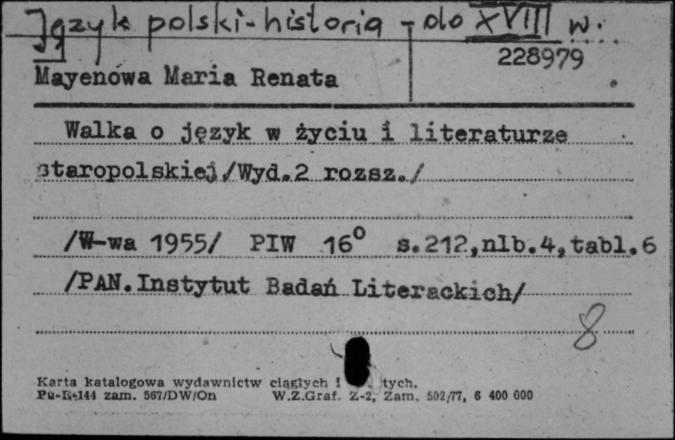 Język polski-historia - do XVIII w.
228979
Mayenowa Maria Renata
Walka o język w życiu i literaturze
staropolskiej/Wyd.2 rozsz./
/W-wa 1955/ PIW 16° s.212,nlb.4,tabl.6
/PAN.Instytut Badań Literackich/
8
Karta katalogowa wydawnictw ciągłych i tych.
Pu-K-144 zam. 567/DW/On W.Z.Graf. Z-2, Zam. 502/77, 6 400 000